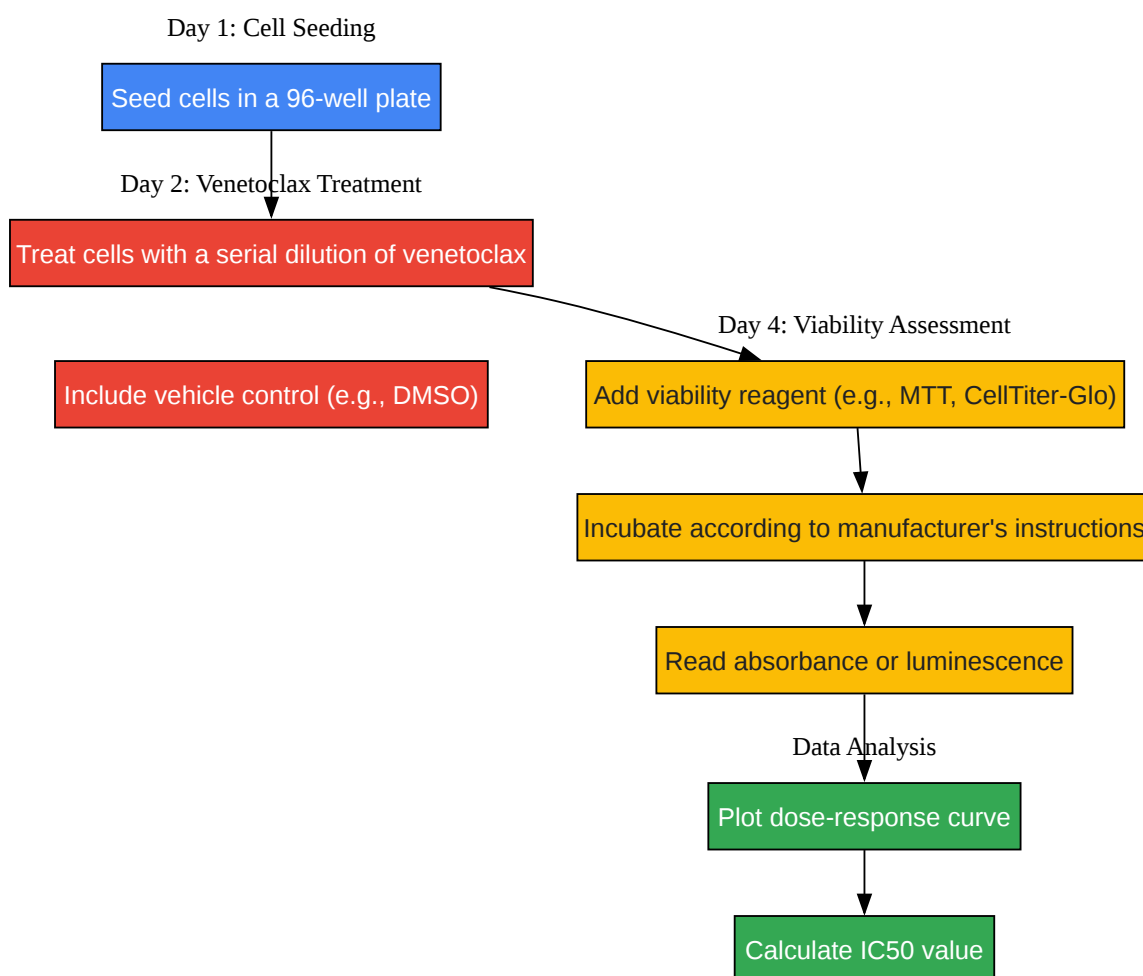 Day 1: Cell Seeding
Seed cells in a 96-well plate
Day 2: Venetoclax Treatment
Treat cells with a serial dilution of venetoclax
Include vehicle control (e.g., DMSO)
Day 4: Viability Assessment
Add viability reagent (e.g., MTT, CellTiter-Glo)
Incubate according to manufacturer's instructions
Read absorbance or luminescence
Data Analysis
Plot dose-response curve
Calculate IC50 value